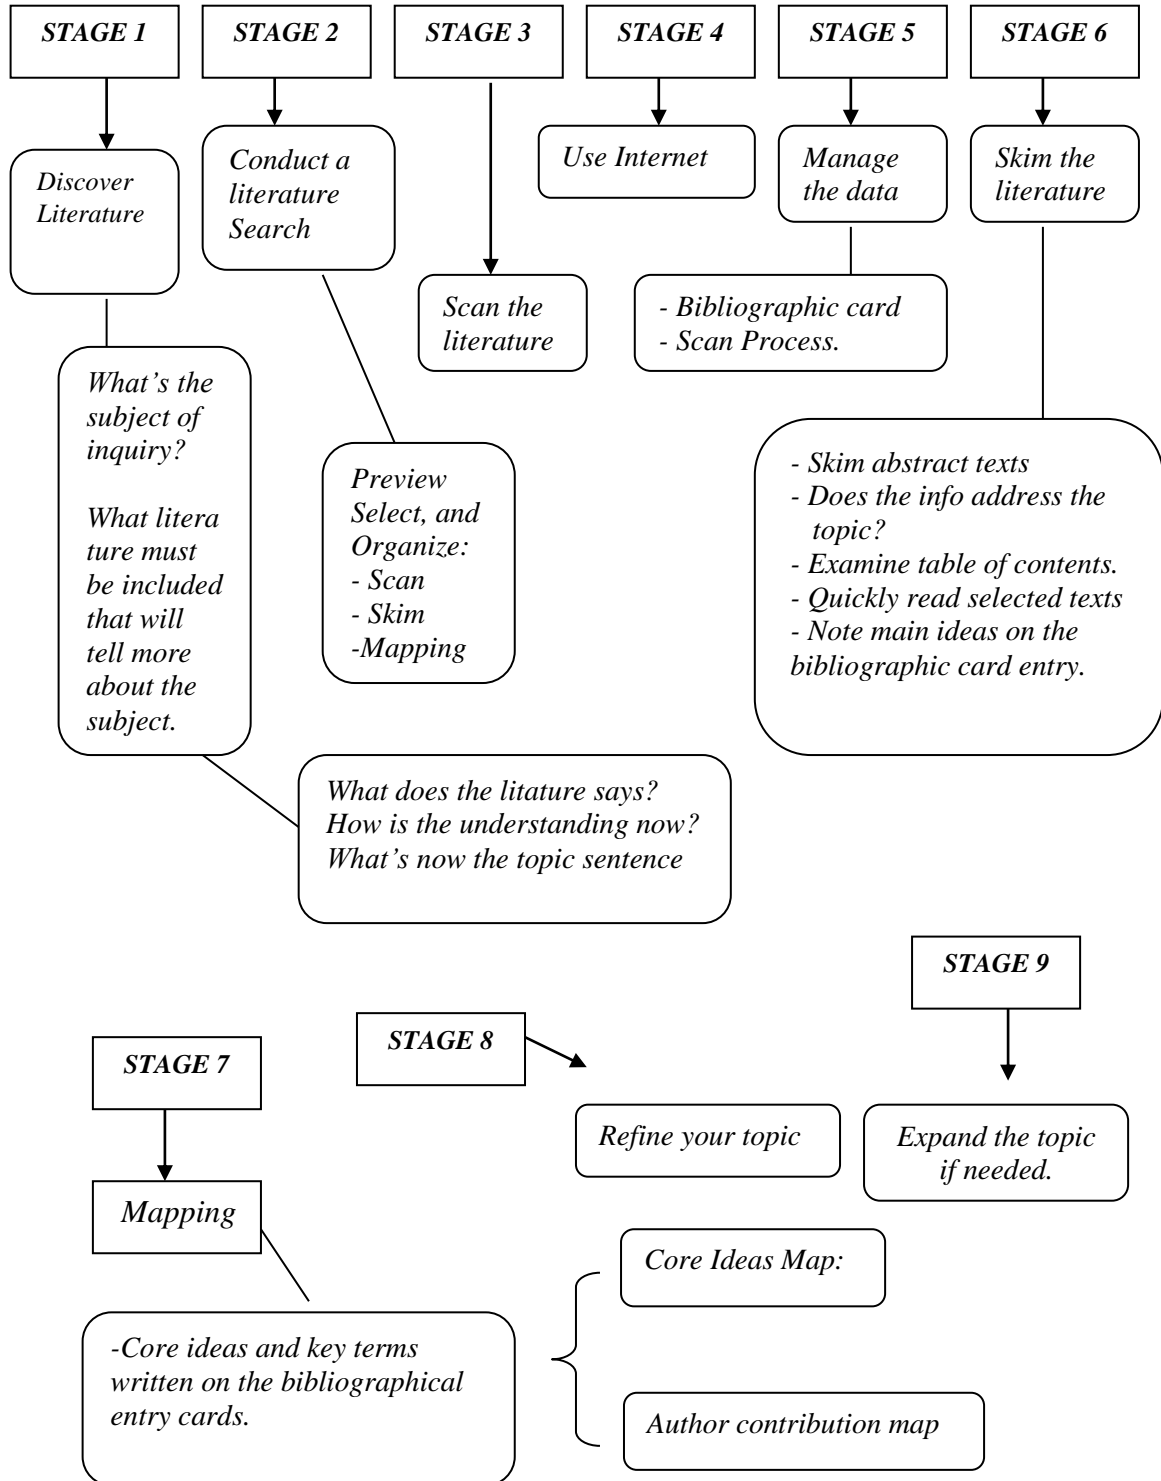 STAGE 1
STAGE 2
STAGE 3
STAGE 4
STAGE 5
STAGE 6
Discover
Literature
Conduct a
literature
Search
Scan the
literature
Use Internet
Manage
the data
Skim the
literature
- Bibliographic card
- Scan Process.
What’s the
subject of
inquiry?
What litera
ture must
be included
that will
tell more
about the
subject.
Preview
Select, and
Organize:
- Scan
- Skim
-Mapping
- Skim abstract texts
- Does the info address the
topic?
- Examine table of contents.
- Quickly read selected texts
- Note main ideas on the
bibliographic card entry.
What does the litature says?
How is the understanding now?
What’s now the topic sentence
STAGE 7
STAGE 8
STAGE 9
Mapping
Refine your topic
Expand the topic
if needed.
-Core ideas and key terms
written on the bibliographical
entry cards.
Core Ideas Map:
Author contribution map